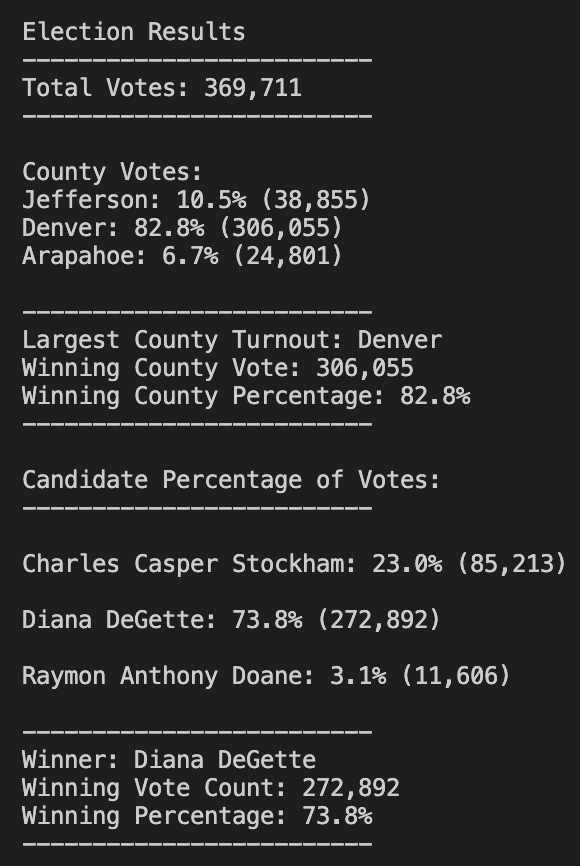 Election Results
-------------------------
Total Votes: 369,711
-------------------------
County Votes:
Jefferson: 10.5% (38,855)
Denver: 82.8% (306,055)
Arapahoe: 6.7% (24,801)
-------------------------
Largest County Turnout: Denver
Winning County Vote: 306,055
Winning County Percentage: 82.8%
-------------------------
Candidate Percentage of Votes:
-------------------------
Charles Casper Stockham: 23.0% (85,213)
Diana DeGette: 73.8% (272,892)
Raymon Anthony Doane: 3.1% (11,606)
-------------------------
Winner: Diana DeGette
Winning Vote Count: 272,892
Winning Percentage: 73.8%
-------------------------